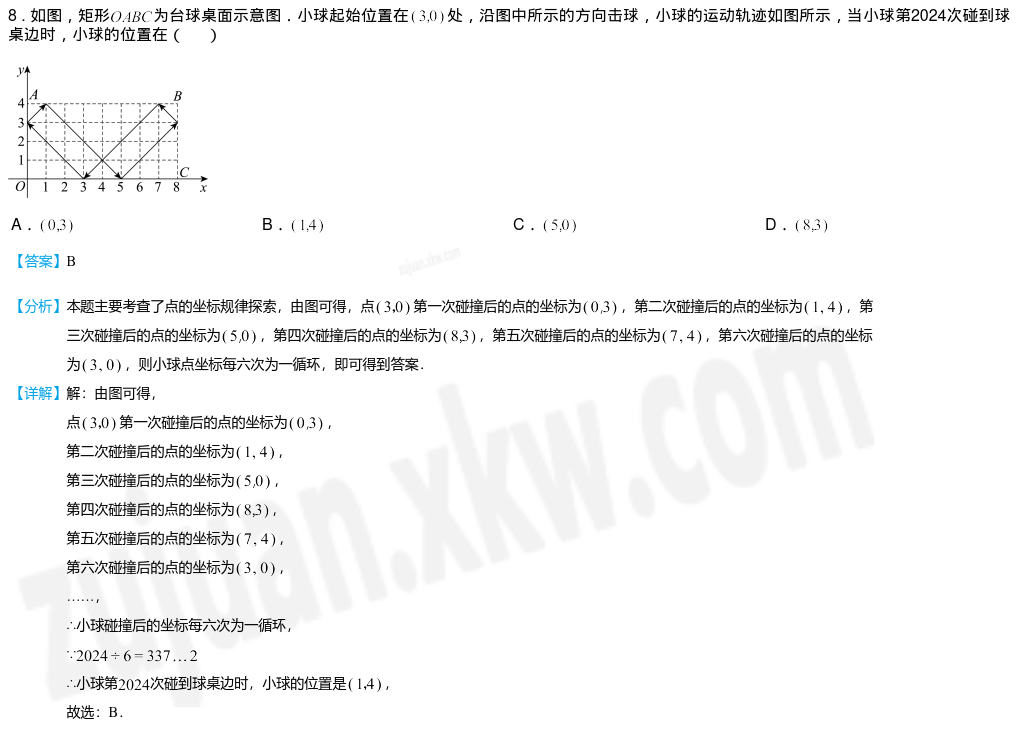 8．如图，矩形OABC为台球桌面示意图．小球起始位置在(3,0)处，沿图中所示的方向击球，小球的运动轨迹如图所示，当小球第2024次碰到球
桌边时，小球的位置在（　　）
y
A
B
4
3
2
1
C
O 1 2 3 4 5 6 7 8 x
A．(0,3) B．(1,4) C．(5,0) D．(8,3)
【答案】B
【分析】本题主要考查了点的坐标规律探索，由图可得，点(3,0)第一次碰撞后的点的坐标为(0,3)，第二次碰撞后的点的坐标为(1,4)，第
三次碰撞后的点的坐标为(5,0)，第四次碰撞后的点的坐标为(8,3)，第五次碰撞后的点的坐标为(7,4)，第六次碰撞后的点的坐标
为(3,0)，则小球点坐标每六次为一循环，即可得到答案．
【详解】解：由图可得，
点(3,0)第一次碰撞后的点的坐标为(0,3)，
第二次碰撞后的点的坐标为(1,4)，
第三次碰撞后的点的坐标为(5,0)，
第四次碰撞后的点的坐标为(8,3)，
第五次碰撞后的点的坐标为(7,4)，
第六次碰撞后的点的坐标为(3,0)，
……，
∴小球碰撞后的坐标每六次为一循环，
∵2024÷6=337…2
∴小球第2024次碰到球桌边时，小球的位置是(1,4)，
故选：B．
zujuan.xkw.com
zujuan.xkw.com